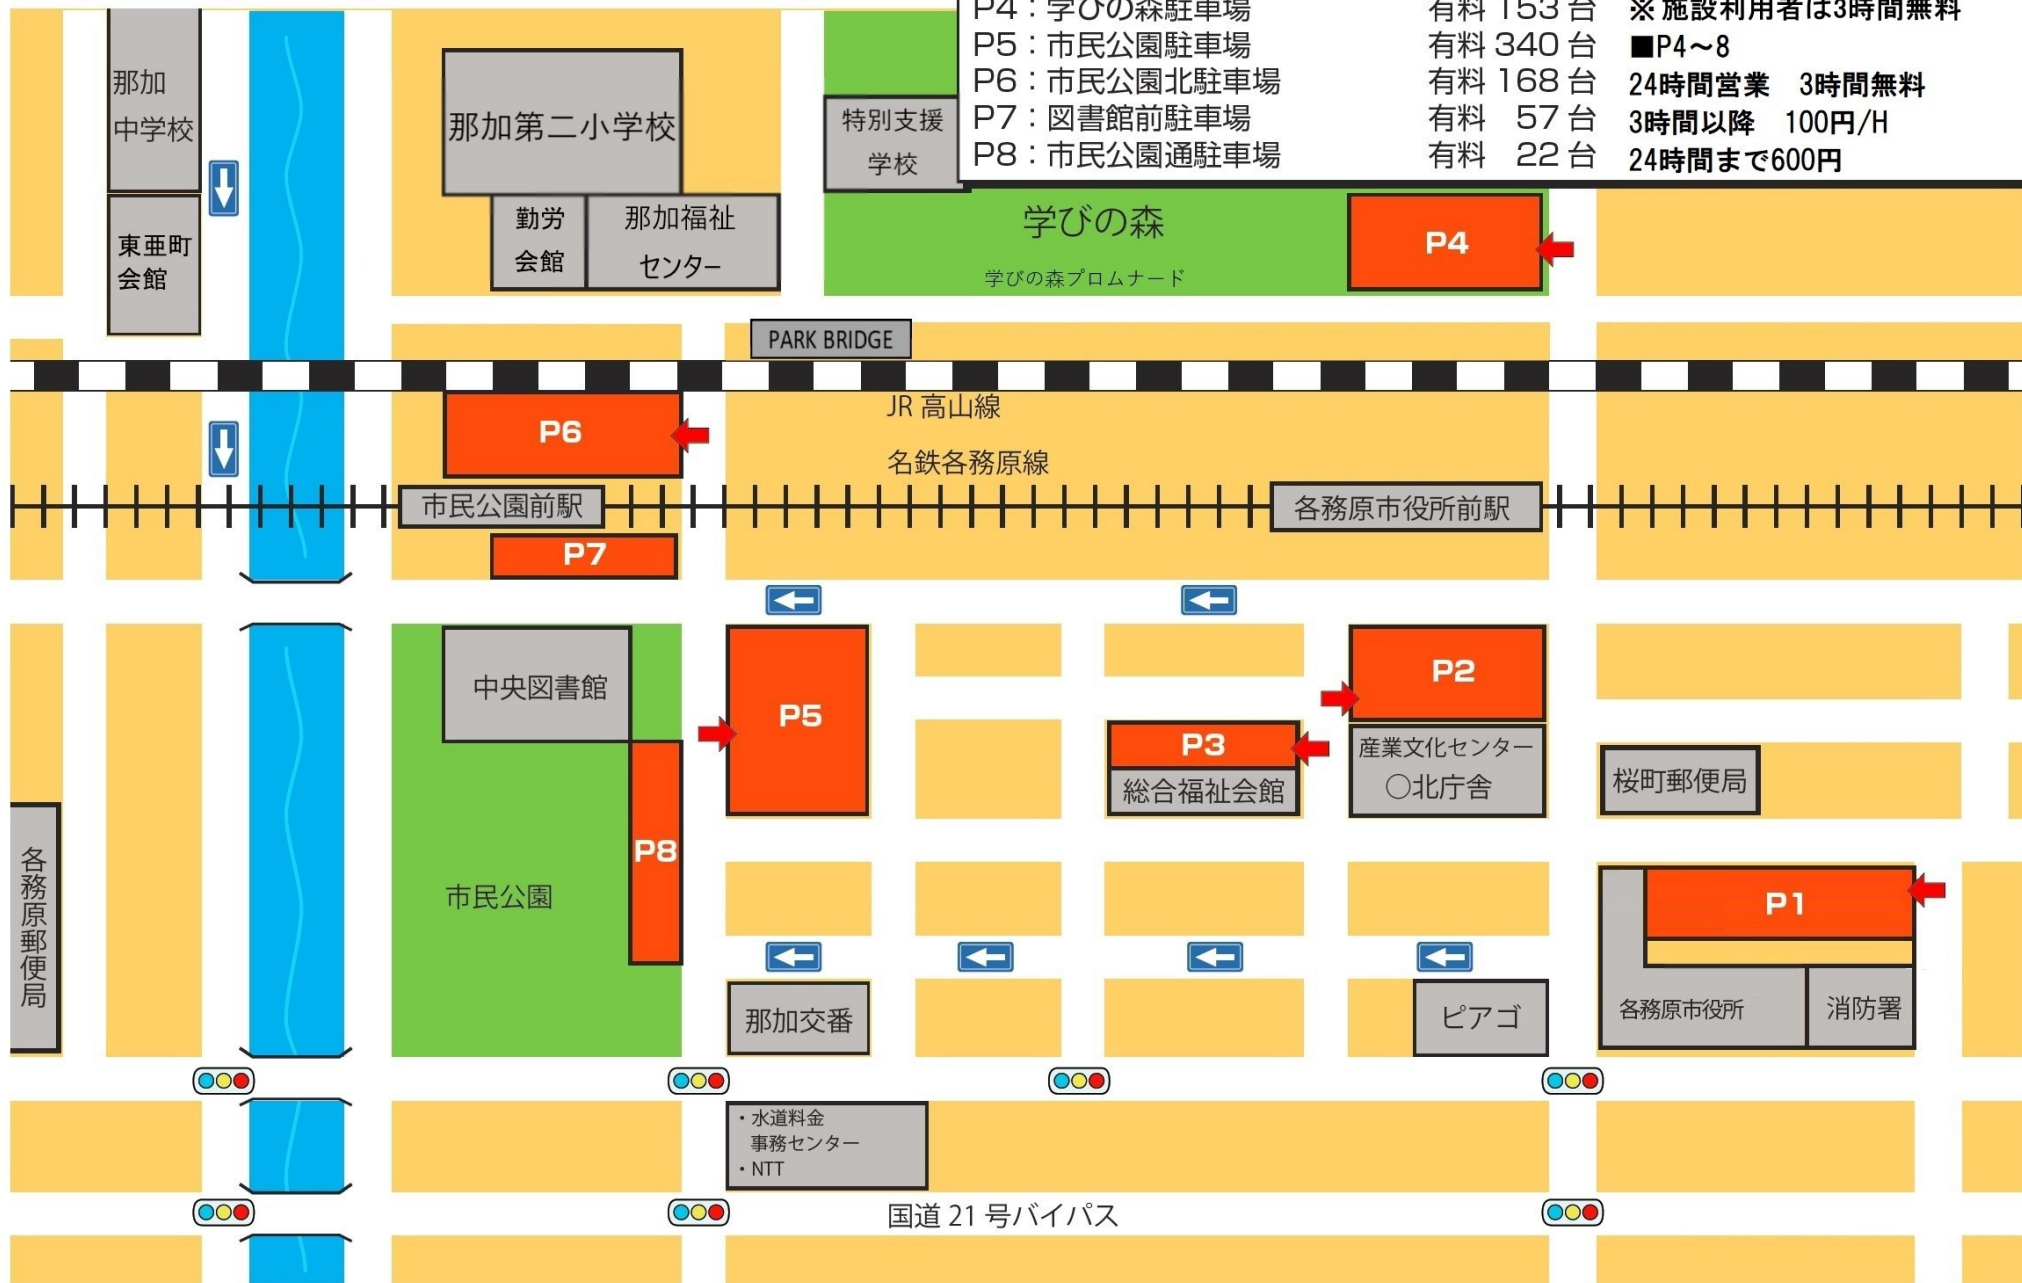 P4：学びの森駐車場 有料 153 台 ※ 施設利用者は3時間無料
P5：市民公園駐車場 有料 340 台 ■P4～8
P6：市民公園北駐車場 有料 168 台 24時間営業 3時間無料
P7：図書館前駐車場 有料 57 台 3時間以降 100円/H
P8：市民公園通駐車場 有料 22 台 24時間まで600円
那加
中学校
那加第二小学校
特別支援
学校
東亜町
会館
勤労
会館
那加福祉
センター
学びの森
学びの森プロムナード
P4
PARK BRIDGE
JR 高山線
P6
名鉄各務原線
市民公園前駅
各務原市役所前駅
P7
中央図書館
P5
P2
P3
総合福祉会館
産業文化センター
○北庁舎
桜町郵便局
各務原郵便局
P8
市民公園
P1
那加交番
ピアゴ
各務原市役所
消防署
・水道料金
事務センター
・NTT
国道 21 号バイパス